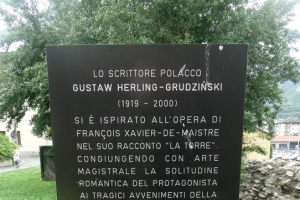 LO SCRITTORE POLACCO
GUSTAW HERLING-GRUDZIŃSKI
(1919 - 2000)
SI È ISPIRATO ALL'OPERA DI
FRANÇOIS XAVIER-DE-MAISTRE
NEL SUO RACCONTO "LA TORRE".
CONGIUNGENDO CON ARTE
MAGISTRALE LA SOLITUDINE
ROMANTICA DEL PROTAGONISTA
AI TRAGICI AVVENIMENTI DELLA